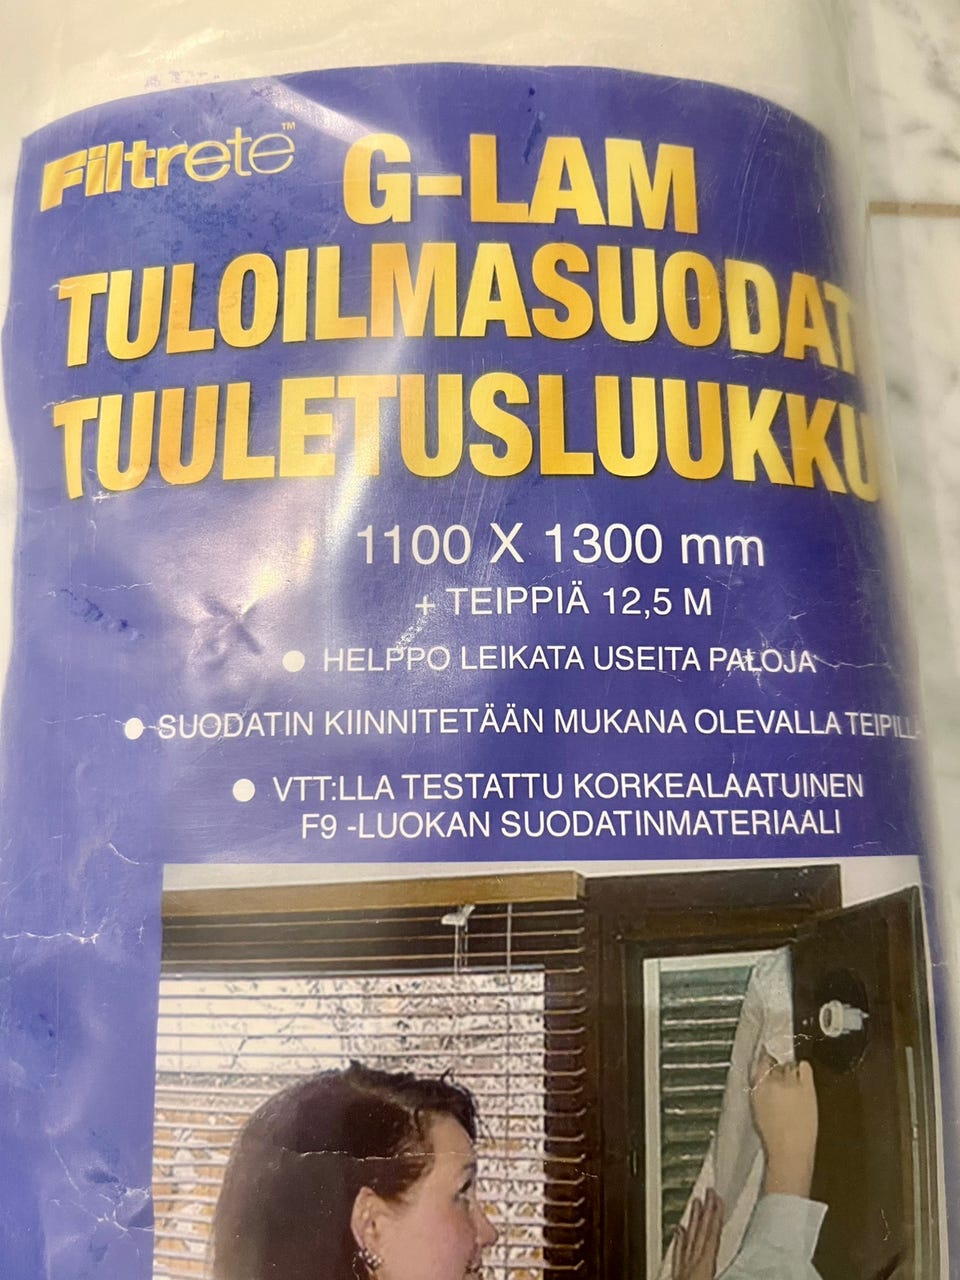 Filtrete™
G-LAM
TULOILMASUODAT
TUULETUSLUUKKU
1100 X 1300 mm
+ TEIPPIÄ 12,5 M
● HELPPO LEIKATA USEITA PALOJA
● SUODATIN KIINNITETÄÄN MUKANA OLEVALLA TEIPILL
● VTT:LLA TESTATTU KORKEALAATUINEN
F9 -LUOKAN SUODATINMATERIAALI